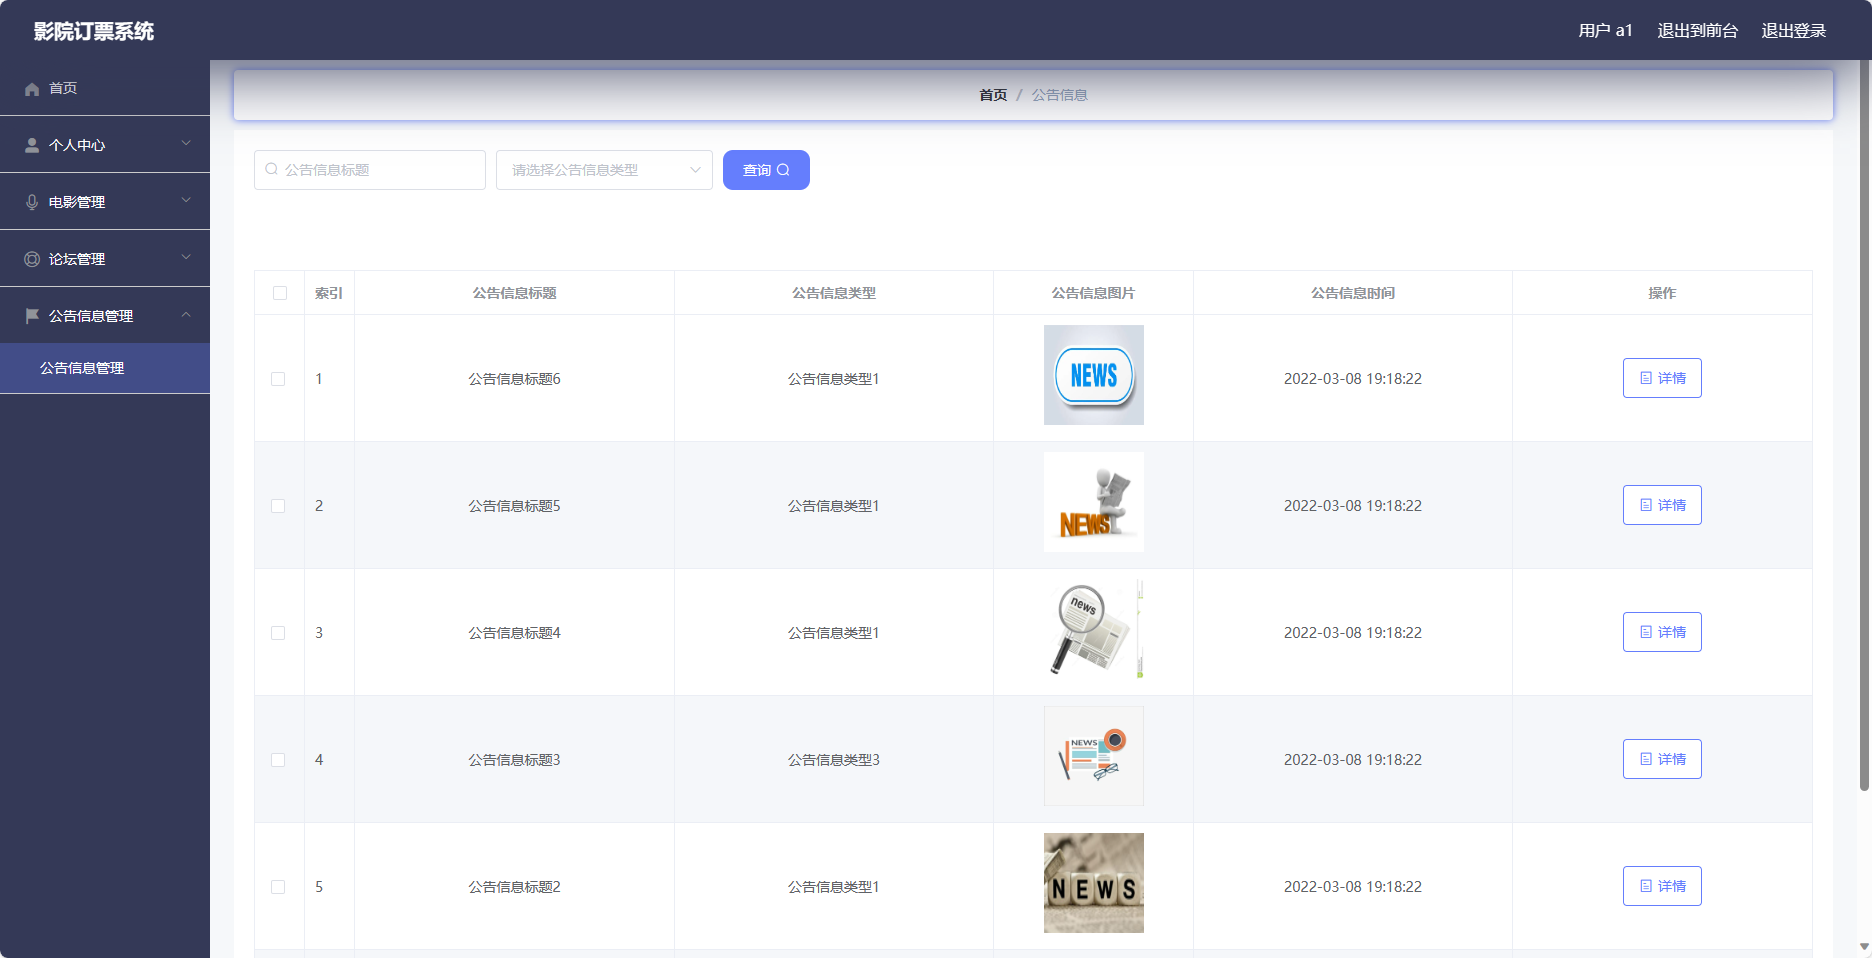 影院订票系统
用户 a1 退出到前台 退出登录
首页
个人中心
电影管理
论坛管理
公告信息管理
公告信息管理
首页 / 公告信息
公告信息标题 请选择公告信息类型 查询
索引 公告信息标题 公告信息类型 公告信息图片 公告信息时间 操作
NEWS
1 公告信息标题6 公告信息类型1 2022-03-08 19:18:22 详情
2 公告信息标题5 公告信息类型1 2022-03-08 19:18:22 详情
NEWS
news
3 公告信息标题4 公告信息类型1 2022-03-08 19:18:22 详情
NEWS
4 公告信息标题3 公告信息类型3 2022-03-08 19:18:22 详情
5 公告信息标题2 公告信息类型1 2022-03-08 19:18:22 详情
NEWS